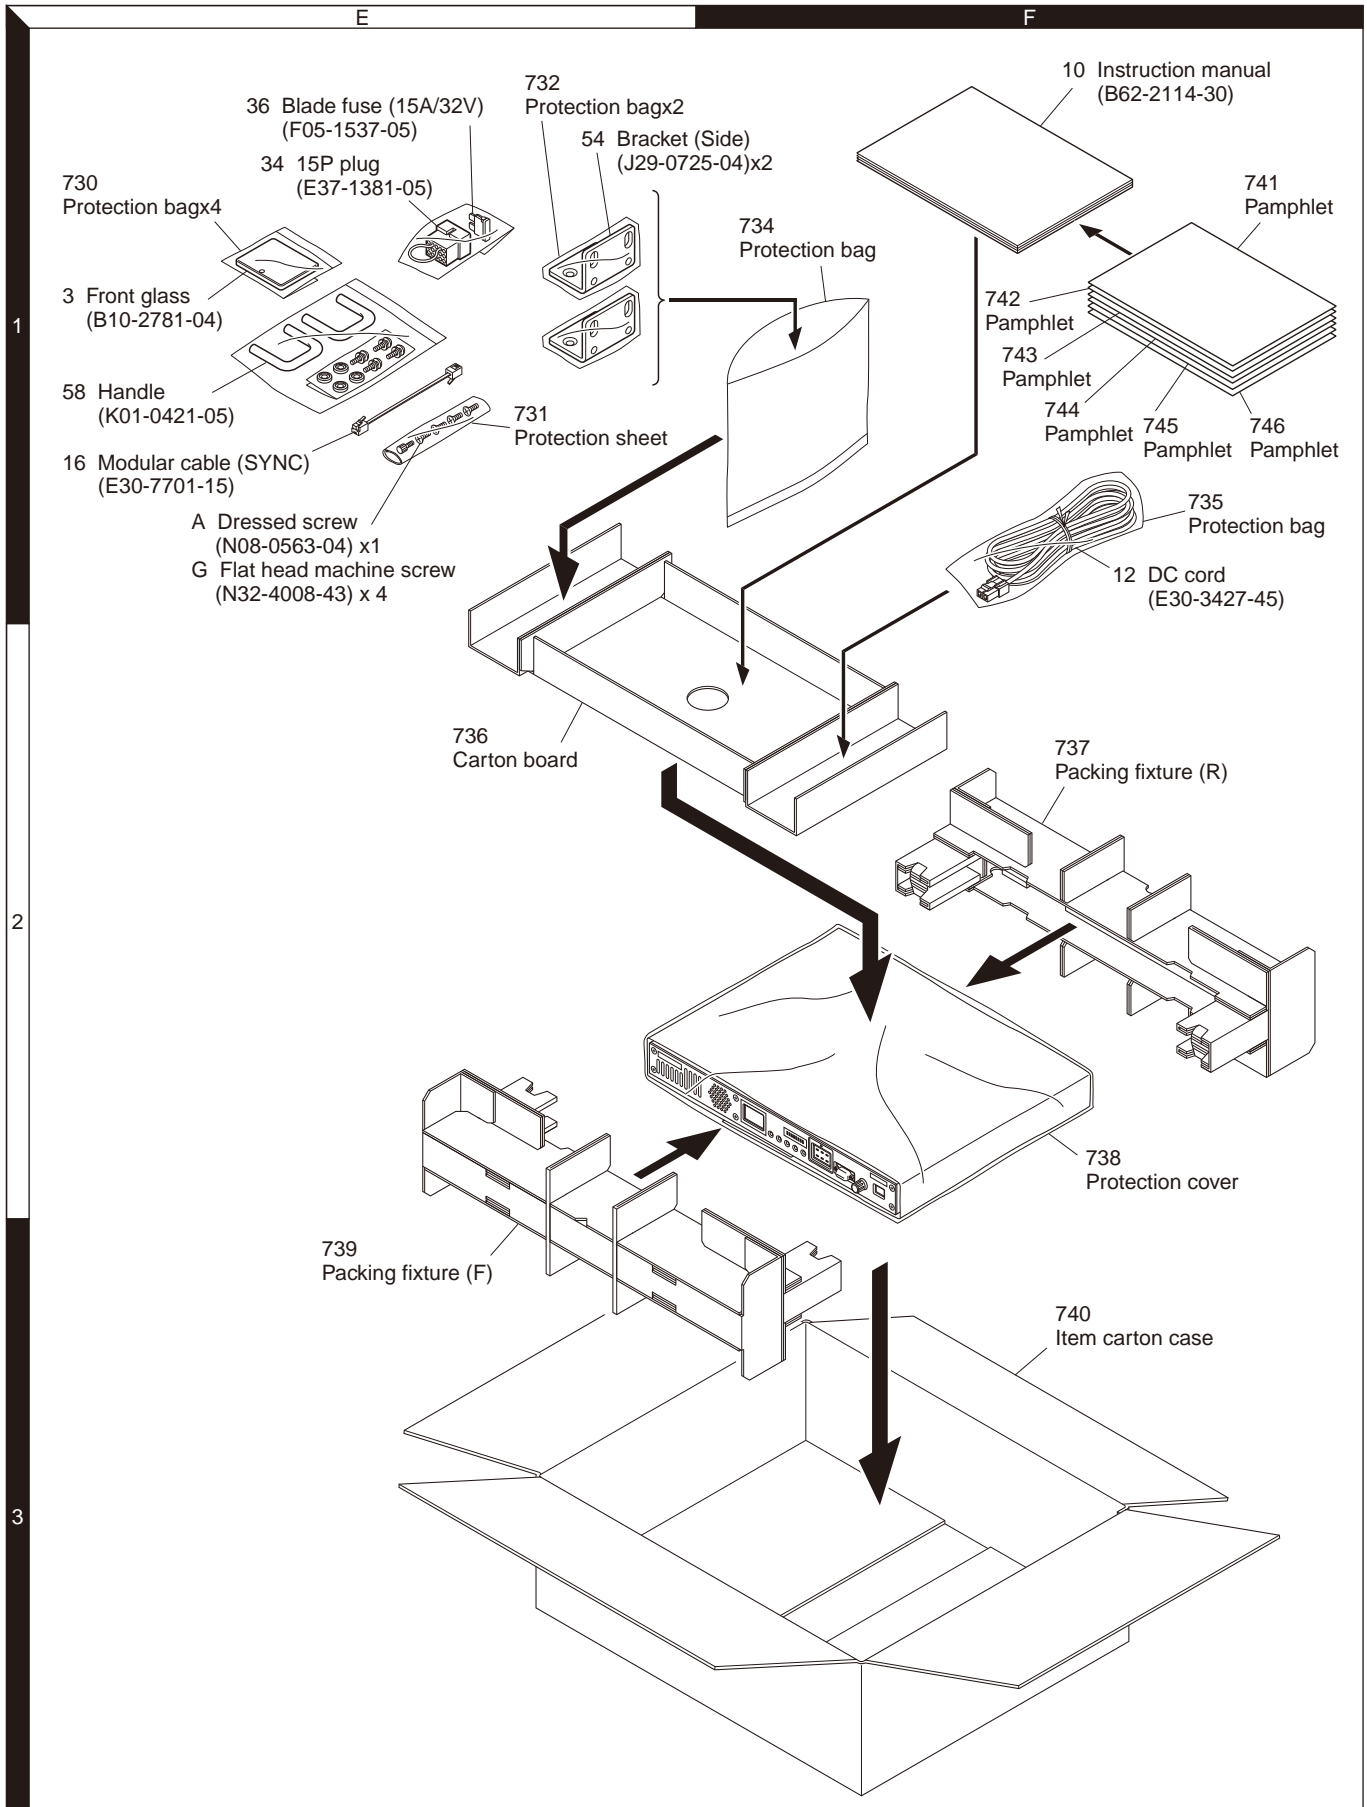 E
F
1
2
3
36 Blade fuse (15A/32V)
(F05-1537-05)
34 15P plug
(E37-1381-05)
732
Protection bagx2
54 Bracket (Side)
(J29-0725-04)x2
10 Instruction manual
(B62-2114-30)
730
Protection bagx4
3 Front glass
(B10-2781-04)
58 Handle
(K01-0421-05)
16 Modular cable (SYNC)
(E30-7701-15)
731
Protection sheet
A Dressed screw
(N08-0563-04) x1
G Flat head machine screw
(N32-4008-43) x 4
734
Protection bag
741
Pamphlet
742
Pamphlet
743
Pamphlet
744
Pamphlet
745
Pamphlet
746
Pamphlet
735
Protection bag
12 DC cord
(E30-3427-45)
736
Carton board
737
Packing fixture (R)
738
Protection cover
739
Packing fixture (F)
740
Item carton case